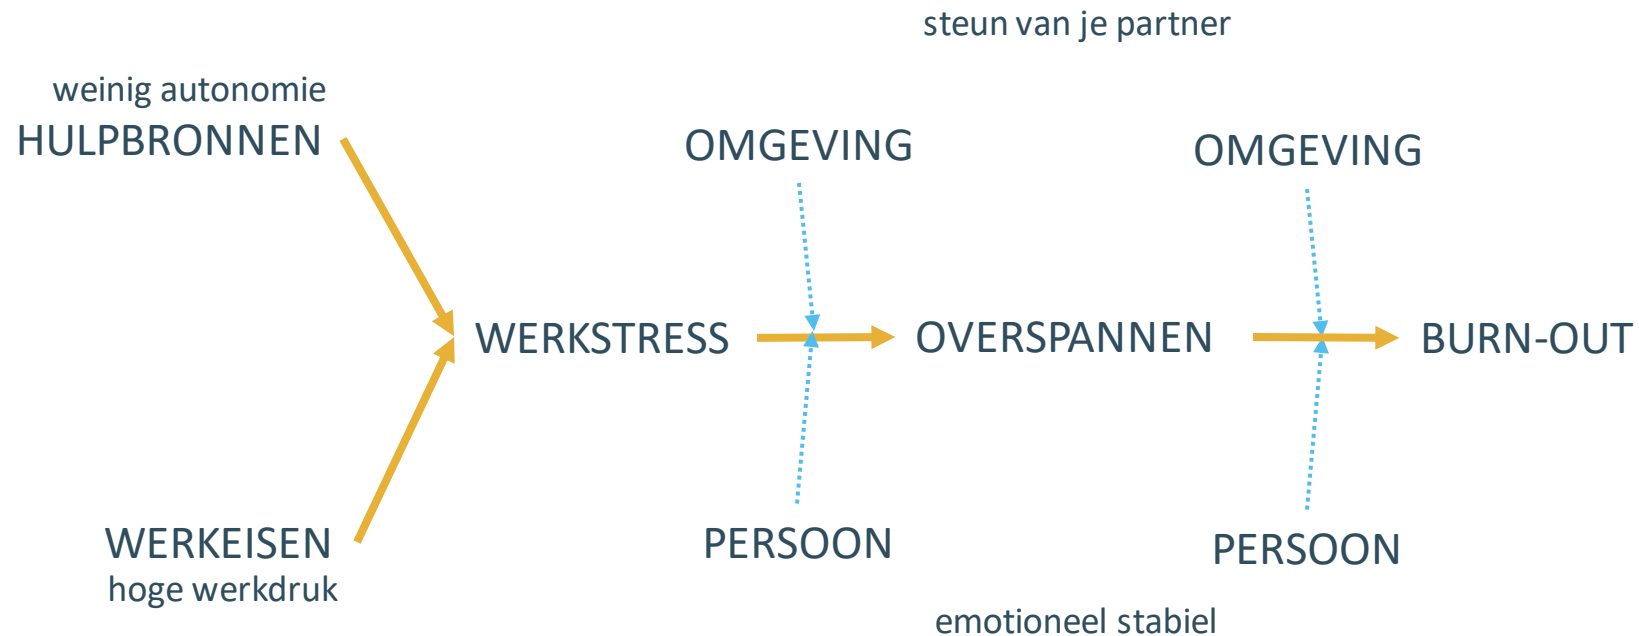 steun van je partner
weinig autonomie
HULPBRONNEN
OMGEVING
OMGEVING
WERKSTRESS
OVERSPANNEN
BURN-OUT
WERKEISEN
hoge werkdruk
PERSOON
PERSOON
emotioneel stabiel